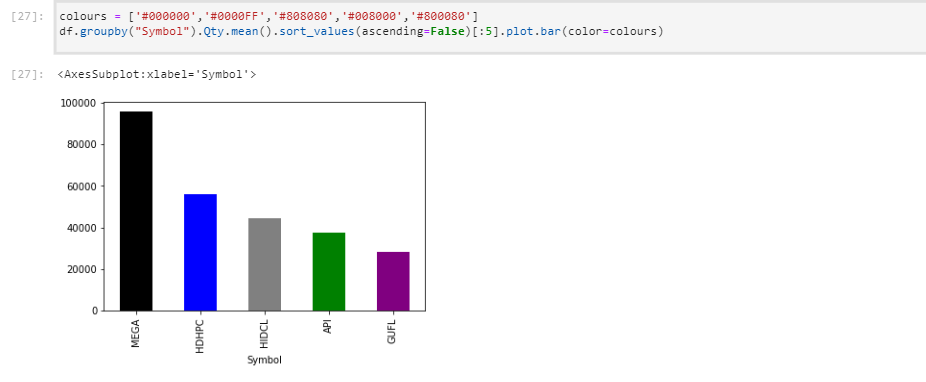 [27]: colours = ['#000000','#0000FF','#808080','#008000','#800080']
df.groupby("Symbol").Qty.mean().sort_values(ascending=False)[:5].plot.bar(color=colours)
[27]: <AxesSubplot:xlabel='Symbol'>
100000
80000
60000
40000
20000
0
MEGA
HDHPC
HIDCL
API
GUFL
Symbol